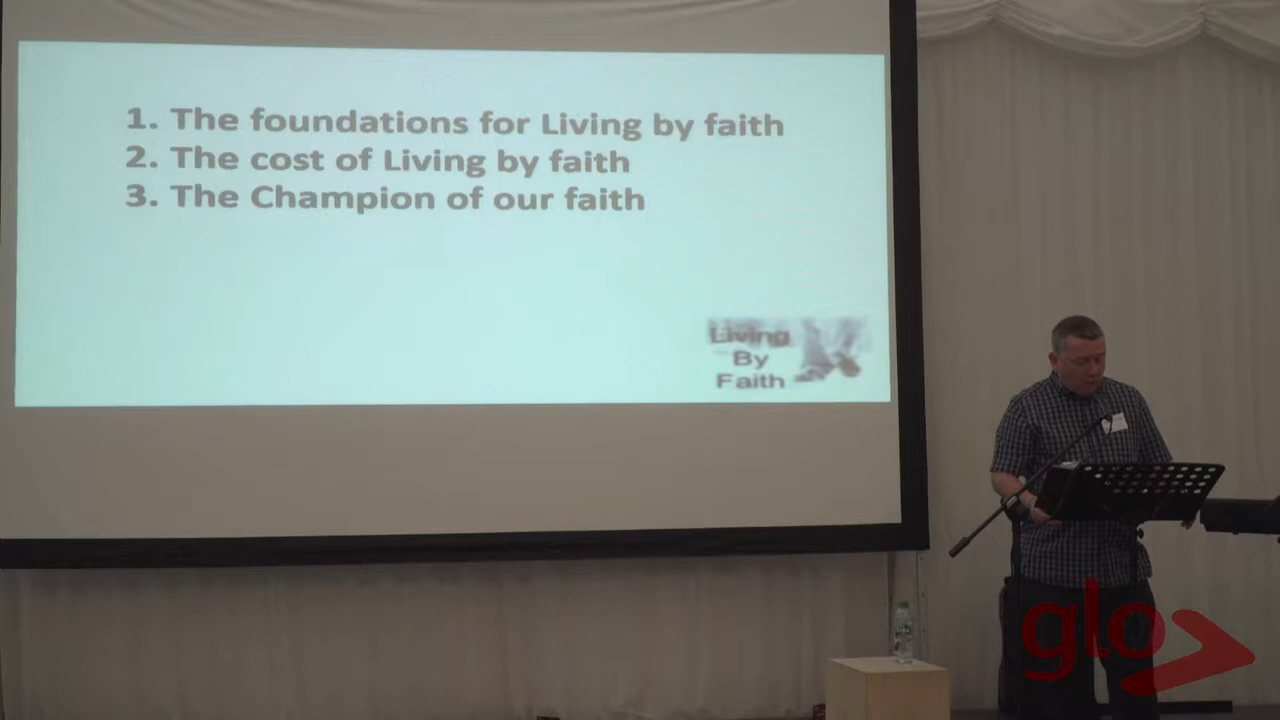 1. The foundations for Living by faith
2. The cost of Living by faith
3. The Champion of our faith
Living
By
Faith
glo